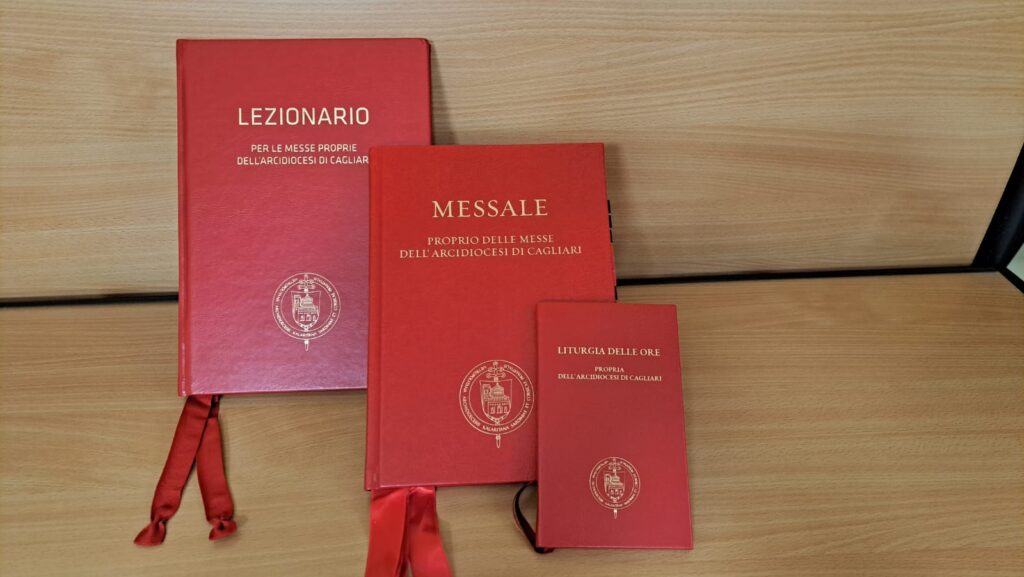 LEZIONARIO
PER LE MESSE PROPRIE
DELL'ARCIDIOCESI DI CAGLIARI
MESSALE
PROPRIO DELLE MESSE
DELL'ARCIDIOCESI DI CAGLIARI
LITURGIA DELLE ORE
PROPRIA
DELL'ARCIDIOCESI DI CAGLIARI